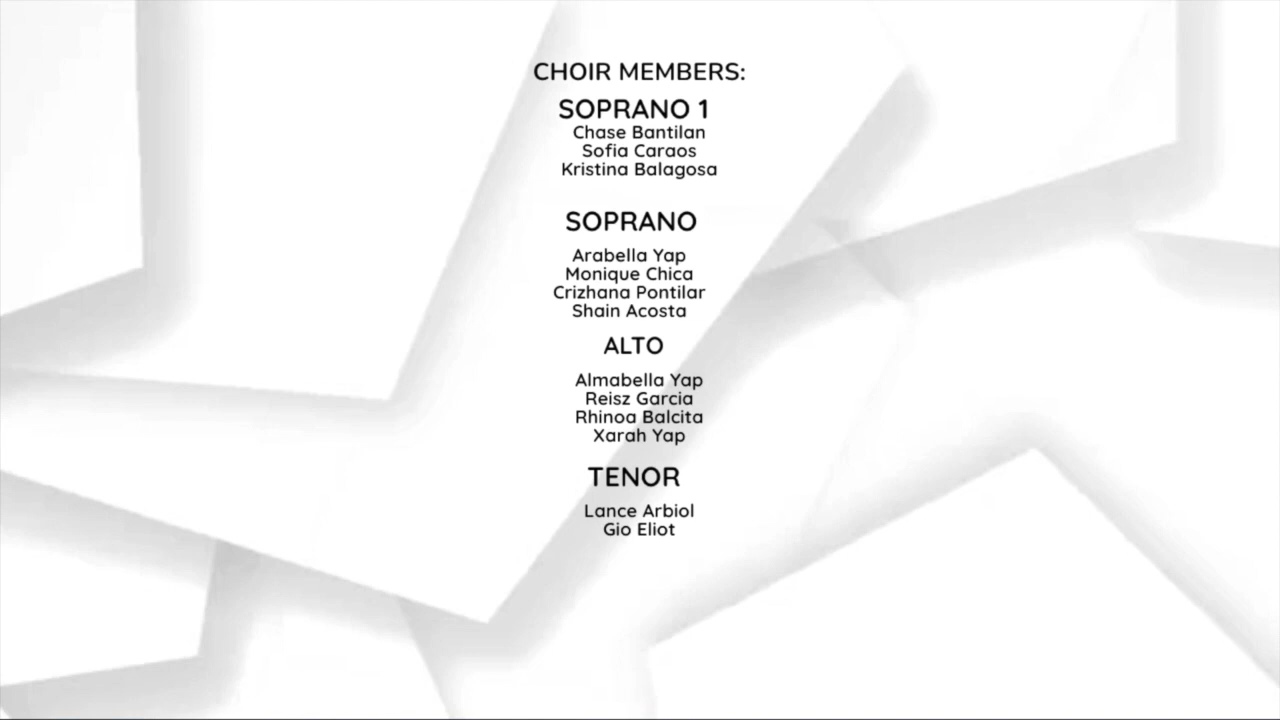 CHOIR MEMBERS:
SOPRANO 1
Chase Bantilan
Sofia Caraos
Kristina Balagosa
SOPRANO
Arabella Yap
Monique Chica
Crizhana Pontilar
Shain Acosta
ALTO
Almabella Yap
Reisz Garcia
Rhinoa Balcita
Xarah Yap
TENOR
Lance Arbiol
Gio Eliot